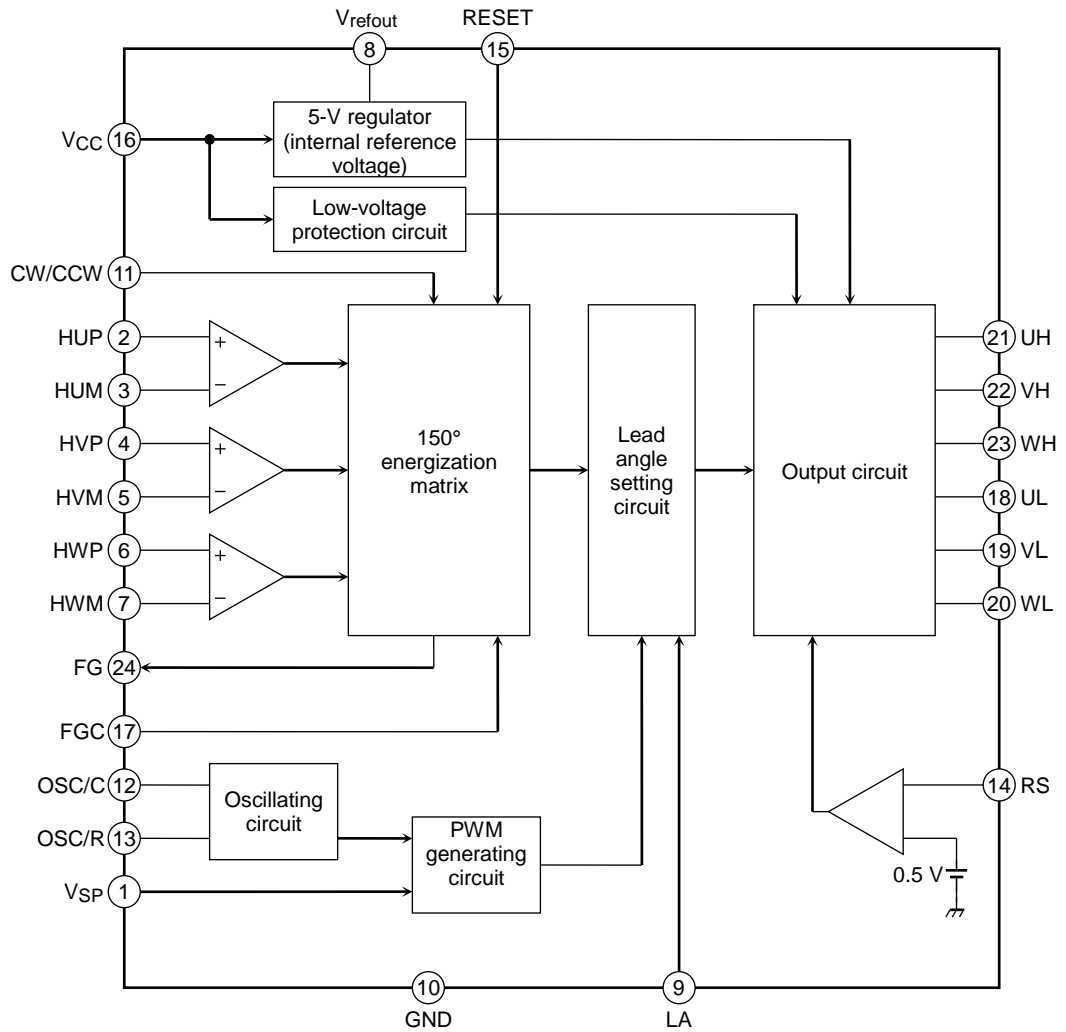 Vrefout
RESET
8
15
5-V regulator
(internal reference
voltage)
VCC 16
Low-voltage
protection circuit
CW/CCW 11
HUP 2
+
HUM 3
−
HVP 4
+
HVM 5
−
HWP 6
+
HWM 7
−
150°
energization
matrix
Lead
angle
setting
circuit
Output circuit
21 UH
22 VH
23 WH
18 UL
19 VL
20 WL
FG 24
FGC 17
OSC/C 12
OSC/R 13
Oscillating
circuit
VSP 1
PWM
generating
circuit
14 RS
0.5 V
10
GND
9
LA